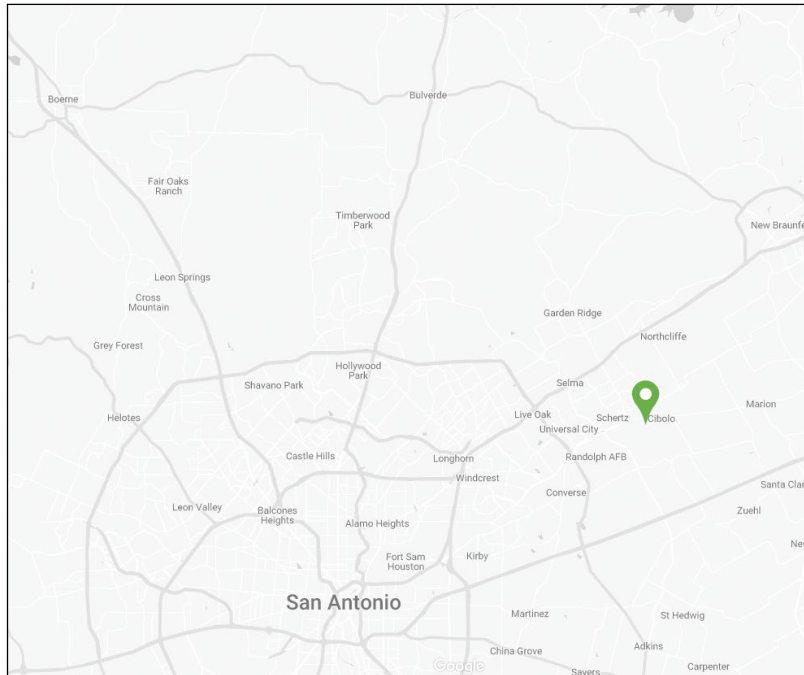 Boerne
Bulverde
Fair Oaks
Ranch
Timberwood
Park
New Braunfe
Leon Springs
Cross
Mountain
Garden Ridge
Northcliffe
Grey Forest
Hollywood
Park
Shavano Park
Selma
Marion
Helotes
Live Oak
Schertz
Cibolo
Universal City
Castle Hills
Longhorn
Randolph AFB
Windcrest
Santa Clar
Converse
Leon Valley
Balcones
Heights
Zuehl
Alamo Heights
Ne
Fort Sam
Houston
Kirby
San Antonio
Martinez
St Hedwig
China Grove
Adkins
Google
Carpenter
Sayers